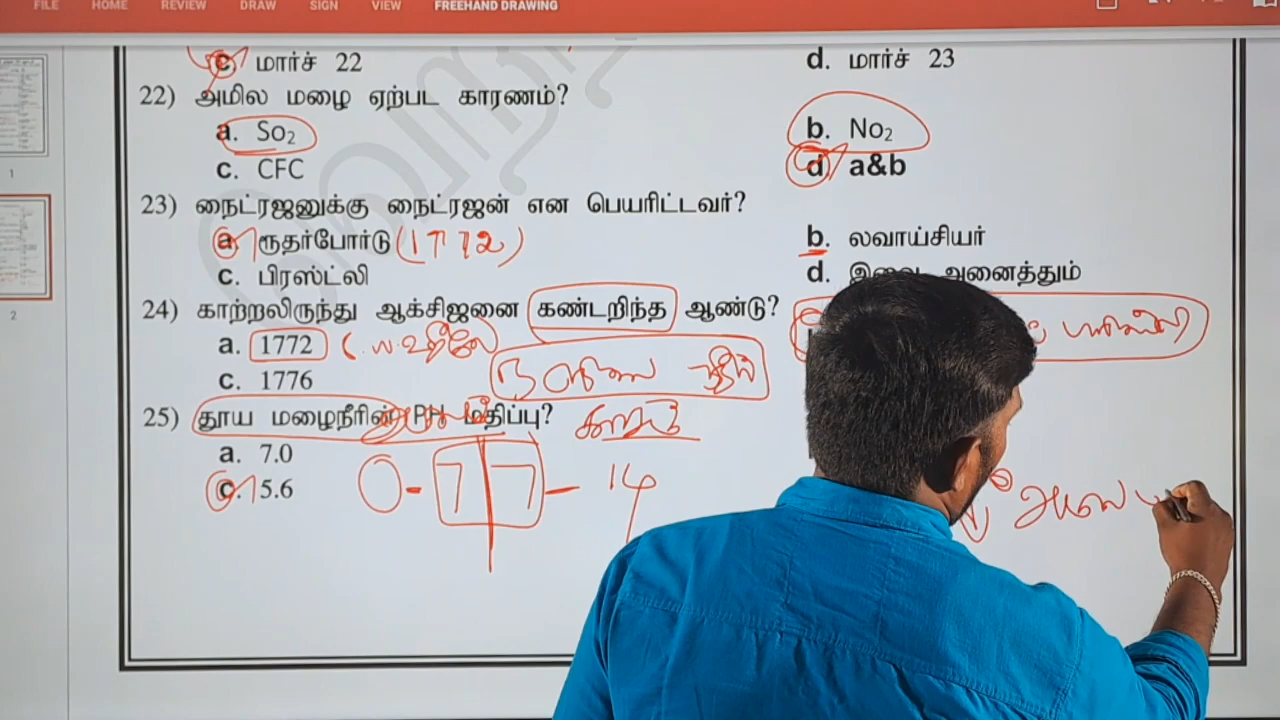 FILE HOME REVIEW DRAW SIGN VIEW FREEHAND DRAWING
c. மார்ச் 22 d. மார்ச் 23
22) அமில மழை ஏற்பட காரணம்?
a. So₂ b. No₂
c. CFC d. a&b
23) நைட்ரஜனுக்கு நைட்ரஜன் என பெயரிட்டவர்?
a. ரூதர்போர்டு (1772) b. லவாய்சியர்
c. பிரஸ்ட்லி d. இவை அனைத்தும்
24) காற்றலிருந்து ஆக்சிஜனை கண்டறிந்த ஆண்டு?
a. 1772
c. 1776
25) தூய மழைநீரின் PH மதிப்பு?
a. 7.0
0 - 7 7 - 14
c. 5.6
1
2